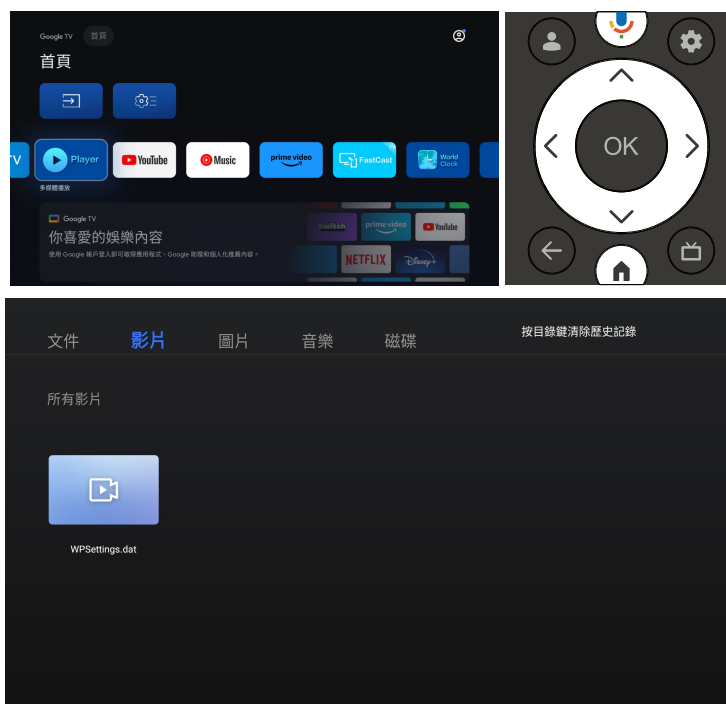 Google TV 首頁
首頁
V
Player
YouTube
Music
prime video
FastCast
TV
World
Clock
多媒體播放
Google TV
你喜愛的娛樂內容
使用 Google 帳戶登入即可取得應用程式、Google 助理和個人化推薦內容。
twitch
prime video
YouTube
NETFLIX
Disney+
OK
文件
影片
圖片
音樂
磁碟
按目錄鍵清除歷史記錄
所有影片
WPSettings.dat